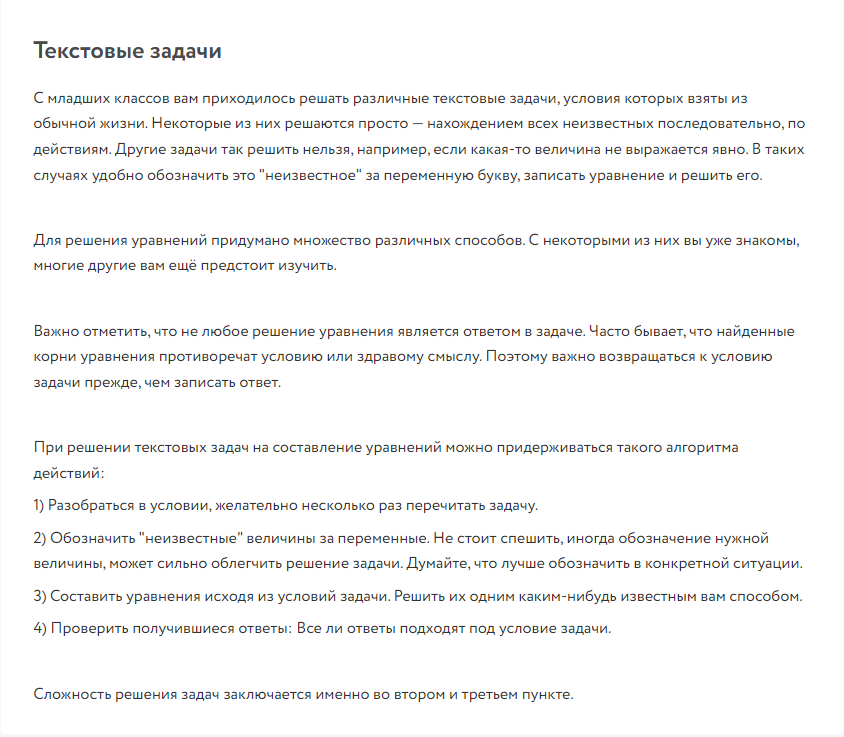 Текстовые задачи
С младших классов вам приходилось решать различные текстовые задачи, условия которых взяты из
обычной жизни. Некоторые из них решаются просто — нахождением всех неизвестных последовательно, по
действиям. Другие задачи так решить нельзя, например, если какая-то величина не выражается явно. В таких
случаях удобно обозначить это "неизвестное" за переменную букву, записать уравнение и решить его.
Для решения уравнений придумано множество различных способов. С некоторыми из них вы уже знакомы,
многие другие вам ещё предстоит изучить.
Важно отметить, что не любое решение уравнения является ответом в задаче. Часто бывает, что найденные
корни уравнения противоречат условию или здравому смыслу. Поэтому важно возвращаться к условию
задачи прежде, чем записать ответ.
При решении текстовых задач на составление уравнений можно придерживаться такого алгоритма
действий:
1) Разобраться в условии, желательно несколько раз перечитать задачу.
2) Обозначить "неизвестные" величины за переменные. Не стоит спешить, иногда обозначение нужной
величины, может сильно облегчить решение задачи. Думайте, что лучше обозначить в конкретной ситуации.
3) Составить уравнения исходя из условий задачи. Решить их одним каким-нибудь известным вам способом.
4) Проверить получившиеся ответы: Все ли ответы подходят под условие задачи.
Сложность решения задач заключается именно во втором и третьем пункте.